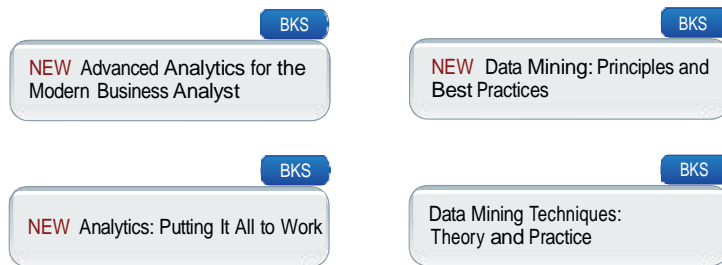 BKS
NEW Advanced Analytics for the
Modern Business Analyst
BKS
NEW Data Mining: Principles and
Best Practices
BKS
NEW Analytics: Putting It All to Work
BKS
Data Mining Techniques:
Theory and Practice